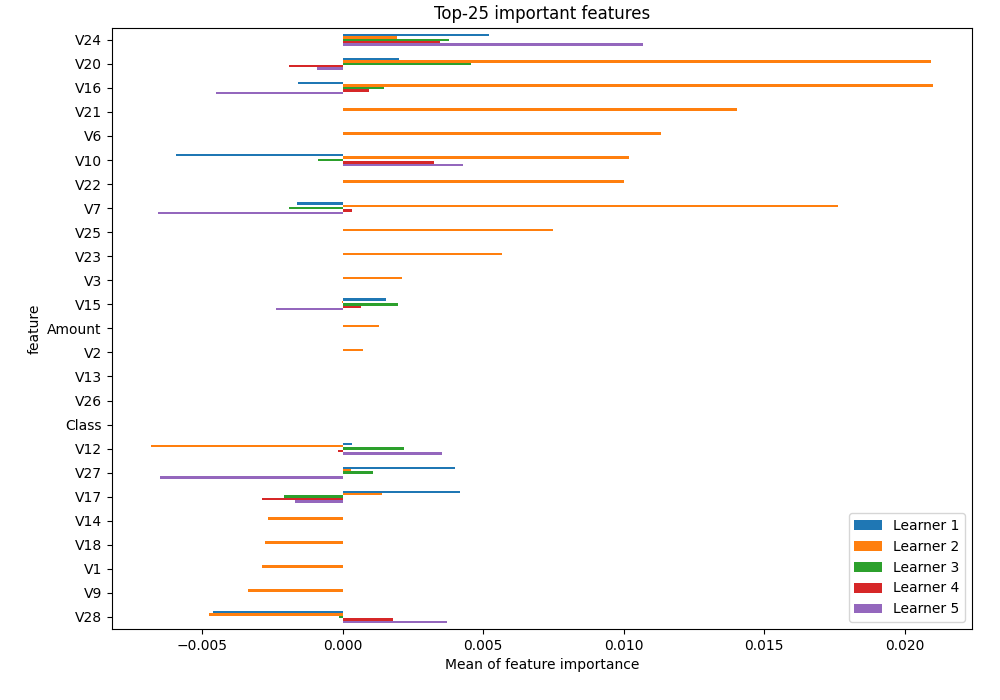 Top-25 important features
V24
V20
V16
V21
V6
V10
V22
V7
V25
V23
V3
V15
Amount
V2
V13
V26
Class
V12
V27
V17
V14
V18
V1
V9
V28
feature
Learner 1
Learner 2
Learner 3
Learner 4
Learner 5
−0.005 0.000 0.005 0.010 0.015 0.020
Mean of feature importance